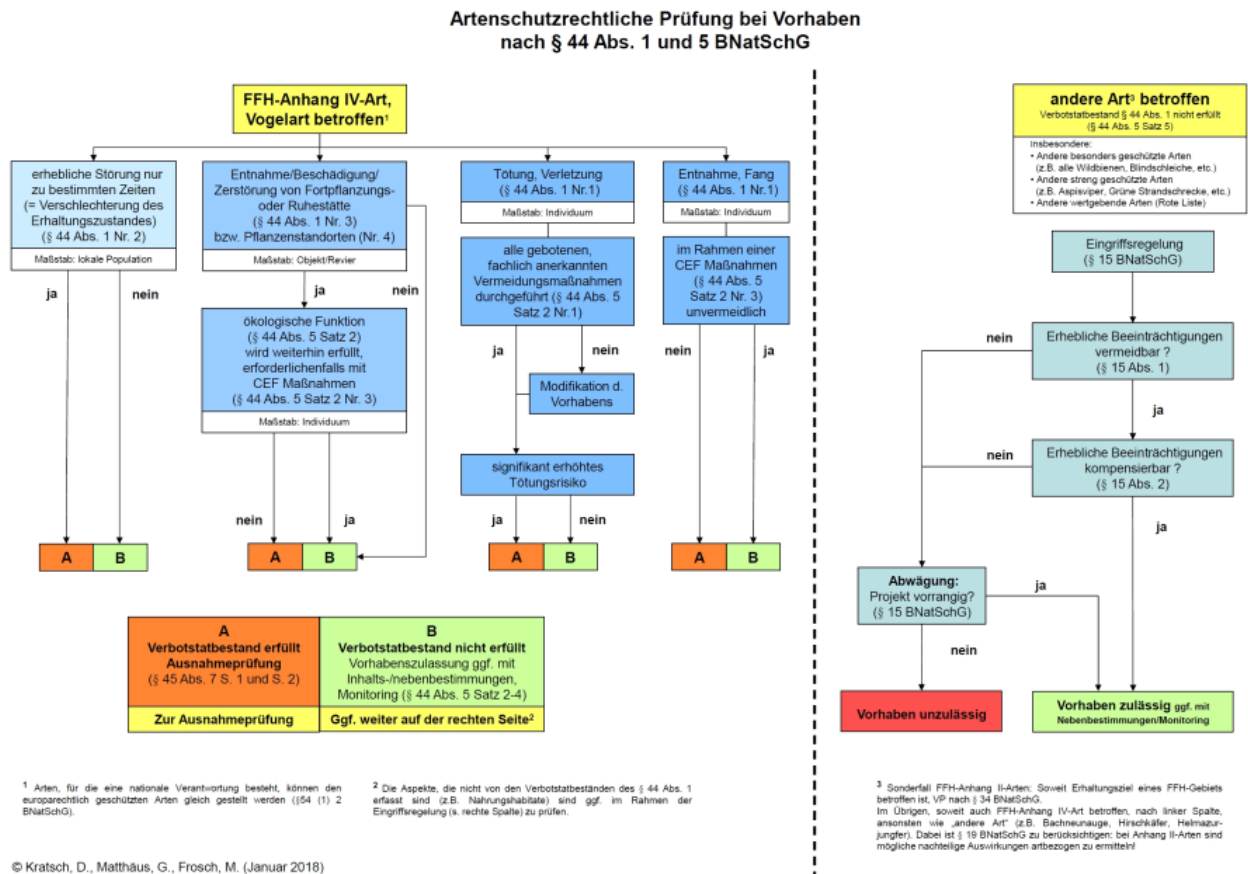 Artenschutzrechtliche Prüfung bei Vorhaben
nach § 44 Abs. 1 und 5 BNatSchG
FFH-Anhang IV-Art,
Vogelart betroffen¹
erhebliche Störung nur
zu bestimmten Zeiten
(= Verschlechterung des
Erhaltungszustandes)
(§ 44 Abs. 1 Nr. 2)
Maßstab: lokale Population
ja
nein
Entnahme/Beschädigung/
Zerstörung von Fortpflanzungs-
oder Ruhestätte
(§ 44 Abs. 1 Nr. 3)
bzw. Pflanzenstandorten (Nr. 4)
Maßstab: Objekt/Revier
ja
nein
ökologische Funktion
(§ 44 Abs. 5 Satz 2)
wird weiterhin erfüllt,
erforderlichenfalls mit
CEF Maßnahmen
(§ 44 Abs. 5 Satz 2 Nr. 3)
Maßstab: Individuum
nein
ja
Tötung, Verletzung
(§ 44 Abs. 1 Nr.1)
Maßstab: Individuum
alle gebotenen,
fachlich anerkannten
Vermeidungsmaßnahmen
durchgeführt (§ 44 Abs. 5
Satz 2 Nr.1)
ja
nein
Modifikation d.
Vorhabens
signifikant erhöhtes
Tötungsrisiko
ja
nein
Entnahme, Fang
(§ 44 Abs. 1 Nr.1)
Maßstab: Individuum
im Rahmen einer
CEF Maßnahmen
(§ 44 Abs. 5
Satz 2 Nr. 3)
unvermeidlich
nein
ja
A B
A B
A B
A B
A
Verbotstatbestand erfüllt
Ausnahmeprüfung
(§ 45 Abs. 7 S. 1 und S. 2)
Zur Ausnahmeprüfung
B
Verbotstatbestand nicht erfüllt
Vorhabenszulassung ggf. mit
Inhalts-/nebenbestimmungen,
Monitoring (§ 44 Abs. 5 Satz 2-4)
Ggf. weiter auf der rechten Seite²
¹ Arten, für die eine nationale Verantwortung besteht, können den
europarechtlich geschützten Arten gleich gestellt werden (§54 (1) 2
BNatSchG).
² Die Aspekte, die nicht von den Verbotstatbeständen des § 44 Abs. 1
erfasst sind (z.B. Nahrungshabitate) sind ggf. im Rahmen der
Eingriffsregelung (s. rechte Spalte) zu prüfen.
© Kratsch, D., Matthäus, G., Frosch, M. (Januar 2018)
andere Art³ betroffen
Verbotstatbestand § 44 Abs. 1 nicht erfüllt
(§ 44 Abs. 5 Satz 5)
Insbesondere:
• Andere besonders geschützte Arten
(z.B. alle Wildbienen, Blindschleiche, etc.)
• Andere streng geschützte Arten
(z.B. Aspisviper, Grüne Strandschrecke, etc.)
• Andere wertgebende Arten (Rote Liste)
Eingriffsregelung
(§ 15 BNatSchG)
Erhebliche Beeinträchtigungen
vermeidbar ?
(§ 15 Abs. 1)
nein
ja
Erhebliche Beeinträchtigungen
kompensierbar ?
(§ 15 Abs. 2)
nein
ja
Abwägung:
Projekt vorrangig?
(§ 15 BNatSchG)
ja
nein
Vorhaben unzulässig
Vorhaben zulässig ggf. mit
Nebenbestimmungen/Monitoring
³ Sonderfall FFH-Anhang II-Arten: Soweit Erhaltungsziel eines FFH-Gebiets
betroffen ist, VP nach § 34 BNatSchG.
Im Übrigen, soweit auch FFH-Anhang IV-Art betroffen, nach linker Spalte,
ansonsten wie „andere Art" (z.B. Bachneunauge, Hirschkäfer, Helmazur-
jungfer). Dabei ist § 19 BNatSchG zu berücksichtigen: bei Anhang II-Arten sind
mögliche nachteilige Auswirkungen artbezogen zu ermitteln!